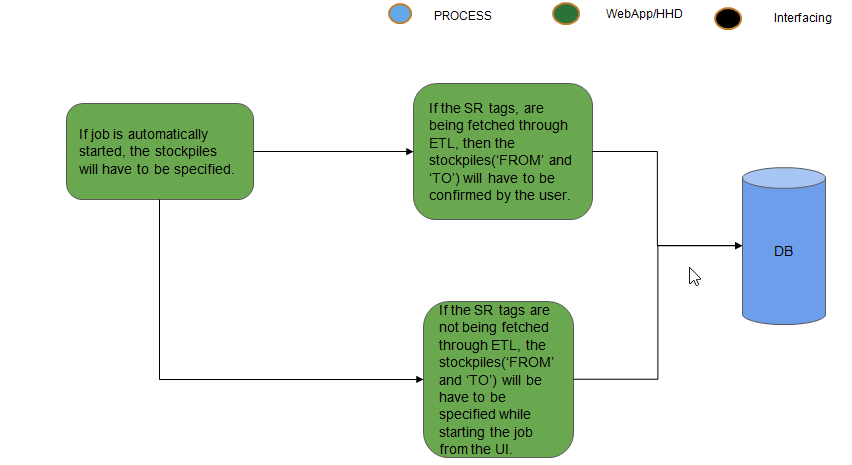 PROCESS
WebApp/HHD
Interfacing
If job is automatically
started, the stockpiles
will have to be specified.
If the SR tags, are
being fetched through
ETL, then the
stockpiles(‘FROM’ and
‘TO’) will have to be
confirmed by the user.
DB
If the SR tags are
not being fetched
through ETL, the
stockpiles(‘FROM’
and ‘TO’) will be
have to be
specified while
starting the job
from the UI.